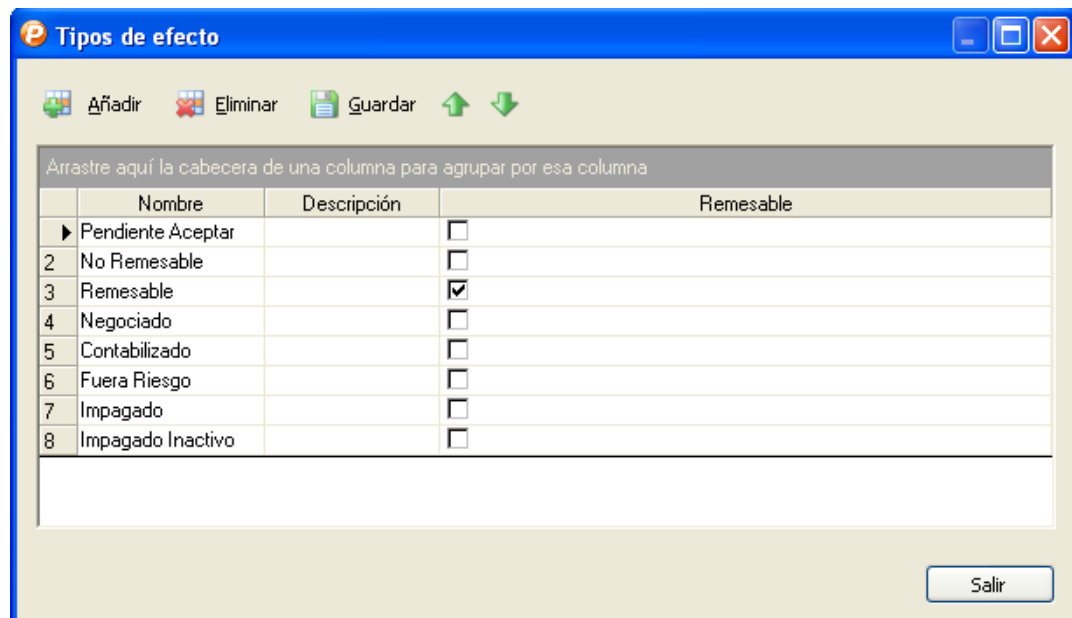 Tipos de efecto
Añadir Eliminar Guardar
Arrastre aquí la cabecera de una columna para agrupar por esa columna
Nombre Descripción Remesable
Pendiente Aceptar
2 No Remesable
3 Remesable
4 Negociado
5 Contabilizado
6 Fuera Riesgo
7 Impagado
8 Impagado Inactivo
Salir